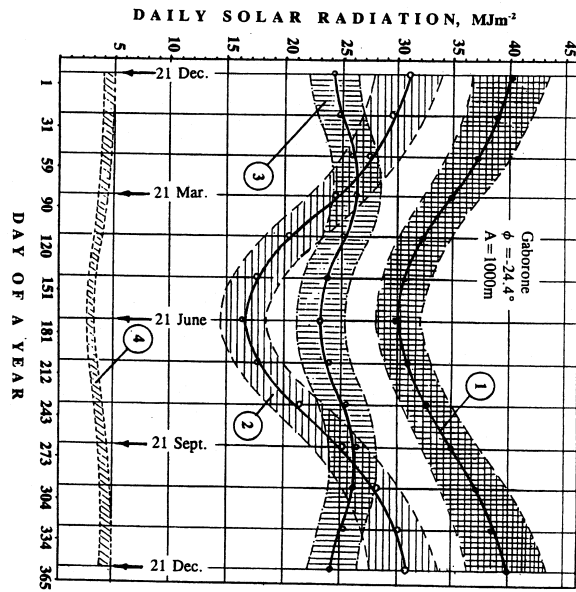 DAILY SOLAR RADIATION, MJm-2
5 10 15 20 25 30 35 40 45
21 Dec.
21 Mar.
21 June
21 Sept.
21 Dec.
Gaborone
ϕ = -24.4°
A = 1000m
1
2
3
4
1 31 59 90 120 151 181 212 243 273 304 334 365
DAY OF A YEAR